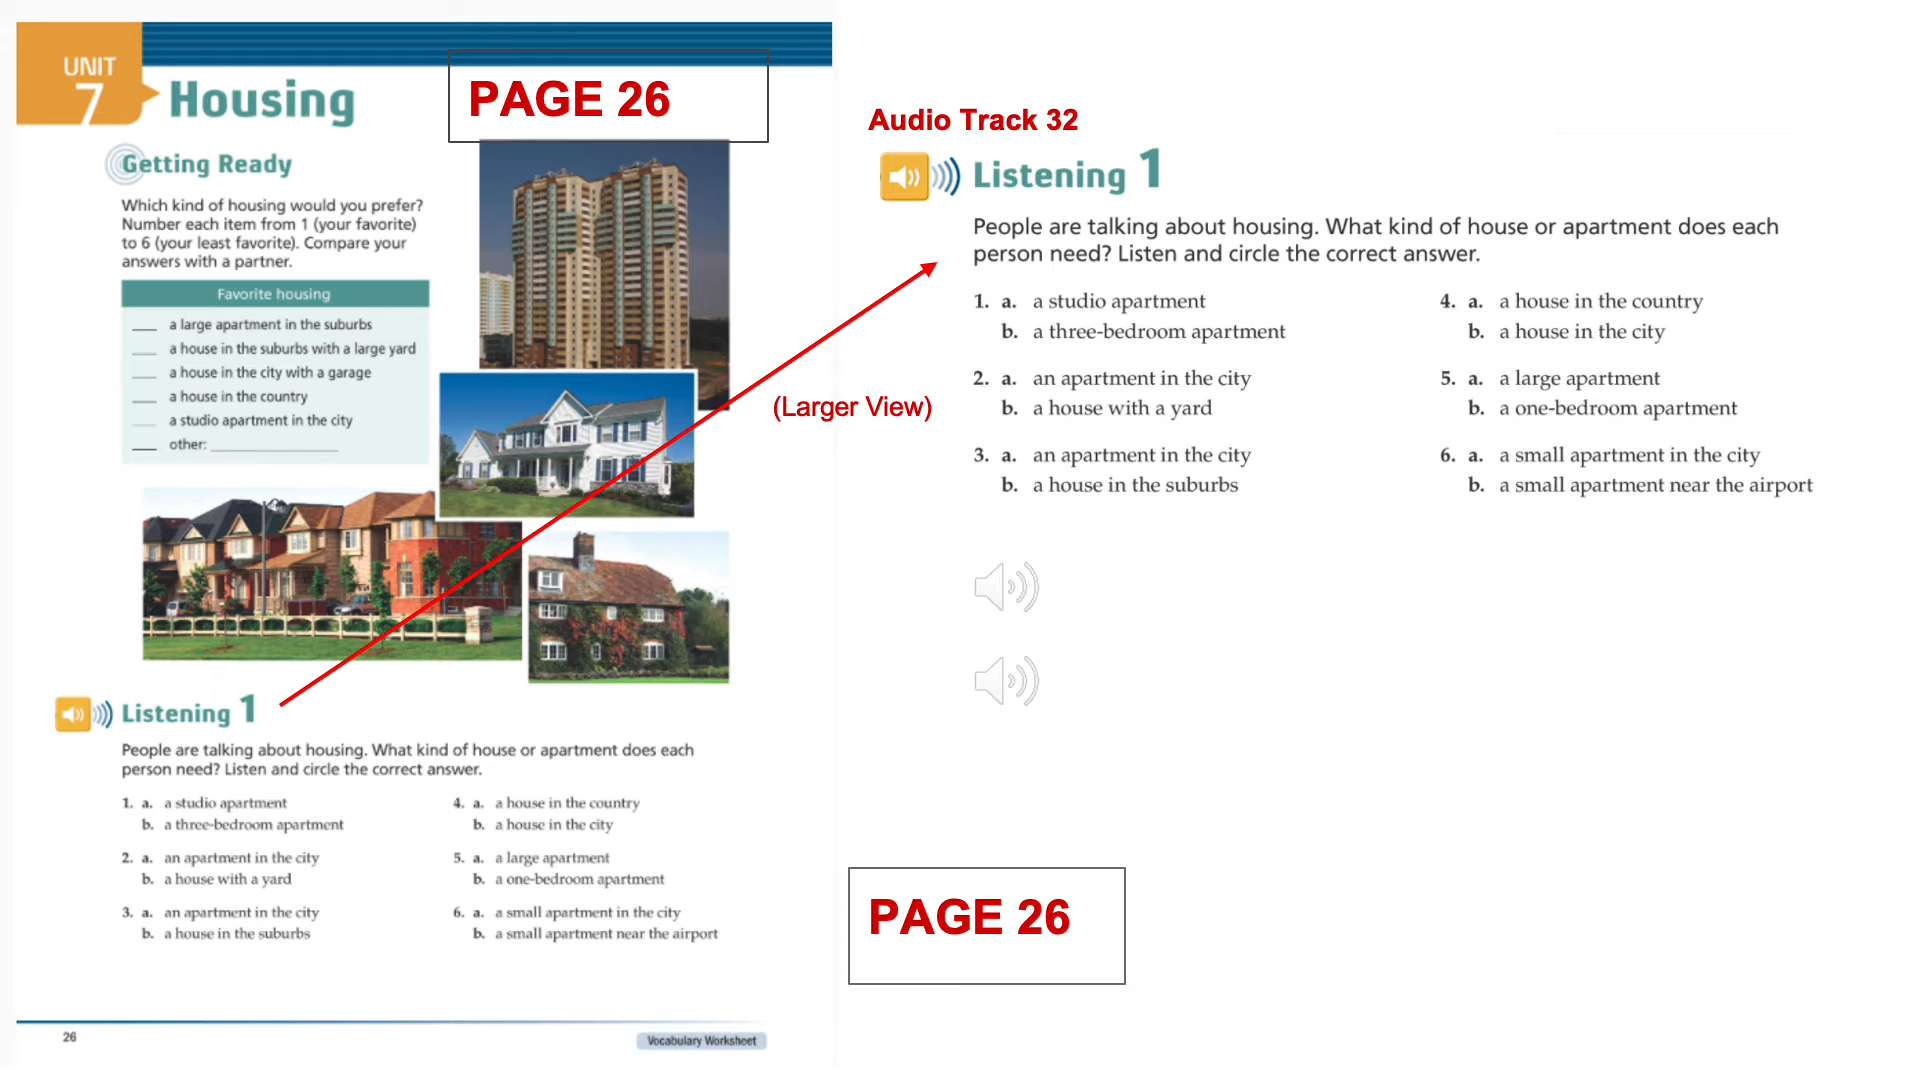 UNIT
7
Housing
PAGE 26
Getting Ready
Which kind of housing would you prefer?
Number each item from 1 (your favorite)
to 6 (your least favorite). Compare your
answers with a partner.
Favorite housing
___ a large apartment in the suburbs
___ a house in the suburbs with a large yard
___ a house in the city with a garage
___ a house in the country
___ a studio apartment in the city
___ other: ________________
Listening 1
People are talking about housing. What kind of house or apartment does each
person need? Listen and circle the correct answer.
1. a. a studio apartment
b. a three-bedroom apartment
2. a. an apartment in the city
b. a house with a yard
3. a. an apartment in the city
b. a house in the suburbs
4. a. a house in the country
b. a house in the city
5. a. a large apartment
b. a one-bedroom apartment
6. a. a small apartment in the city
b. a small apartment near the airport
26
Vocabulary Worksheet
(Larger View)
Audio Track 32
Listening 1
People are talking about housing. What kind of house or apartment does each
person need? Listen and circle the correct answer.
1. a. a studio apartment
b. a three-bedroom apartment
2. a. an apartment in the city
b. a house with a yard
3. a. an apartment in the city
b. a house in the suburbs
4. a. a house in the country
b. a house in the city
5. a. a large apartment
b. a one-bedroom apartment
6. a. a small apartment in the city
b. a small apartment near the airport
PAGE 26